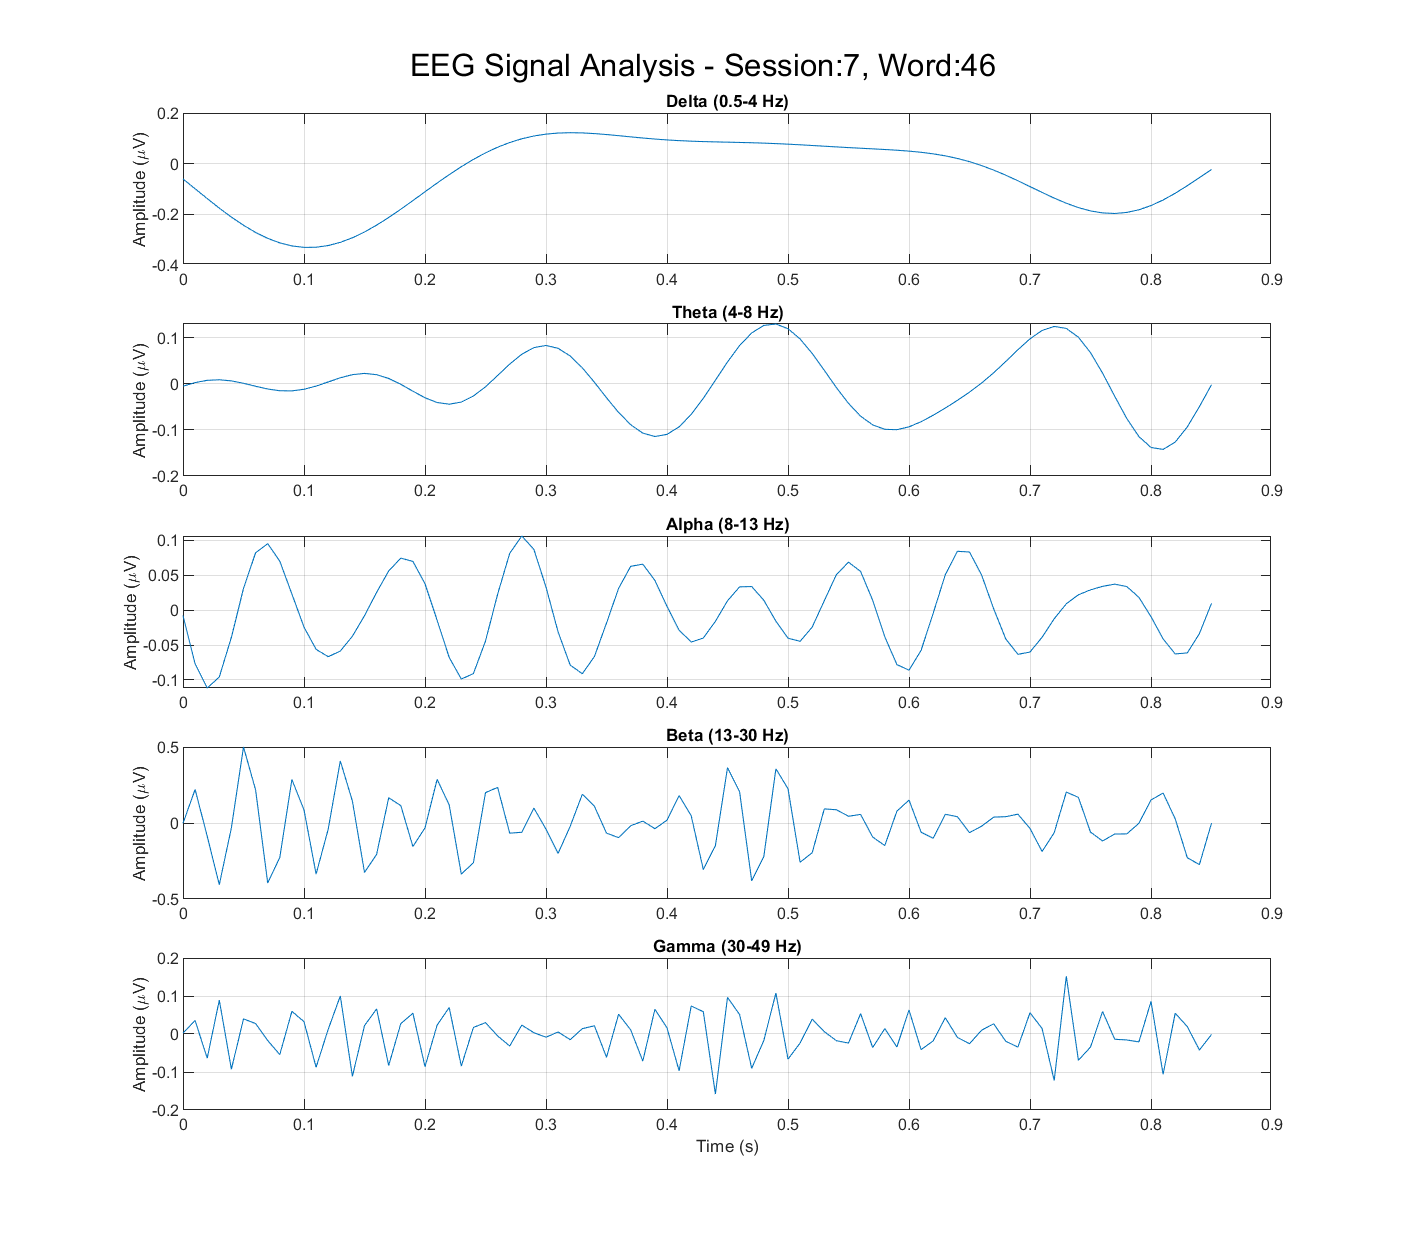 EEG Signal Analysis - Session:7, Word:46
Delta (0.5-4 Hz)
Amplitude (μV)
0.2
0
-0.2
-0.4
0 0.1 0.2 0.3 0.4 0.5 0.6 0.7 0.8 0.9
Theta (4-8 Hz)
Amplitude (μV)
0.1
0
-0.1
-0.2
0 0.1 0.2 0.3 0.4 0.5 0.6 0.7 0.8 0.9
Alpha (8-13 Hz)
Amplitude (μV)
0.1
0.05
0
-0.05
-0.1
0 0.1 0.2 0.3 0.4 0.5 0.6 0.7 0.8 0.9
Beta (13-30 Hz)
Amplitude (μV)
0.5
0
-0.5
0 0.1 0.2 0.3 0.4 0.5 0.6 0.7 0.8 0.9
Gamma (30-49 Hz)
Amplitude (μV)
0.2
0.1
0
-0.1
-0.2
0 0.1 0.2 0.3 0.4 0.5 0.6 0.7 0.8 0.9
Time (s)